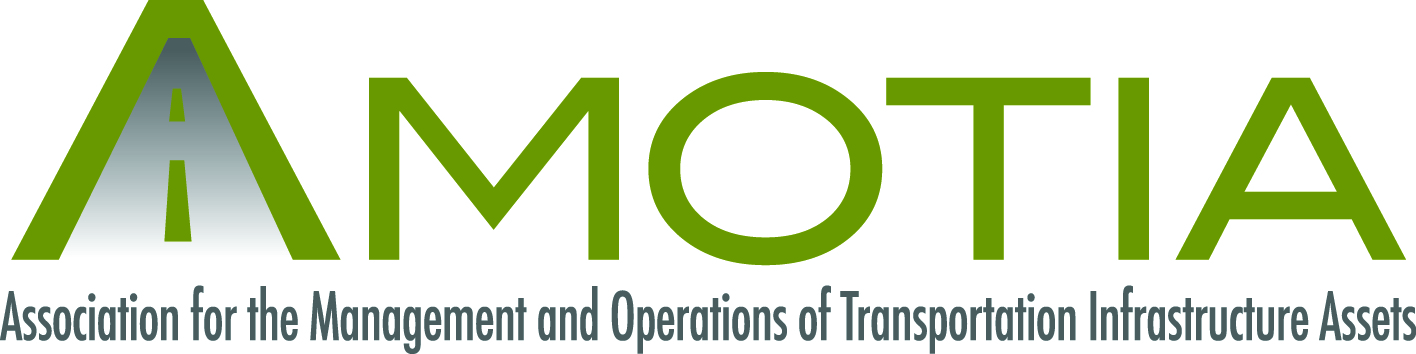 AMOTIA
Association for the Management and Operations of Transportation Infrastructure Assets